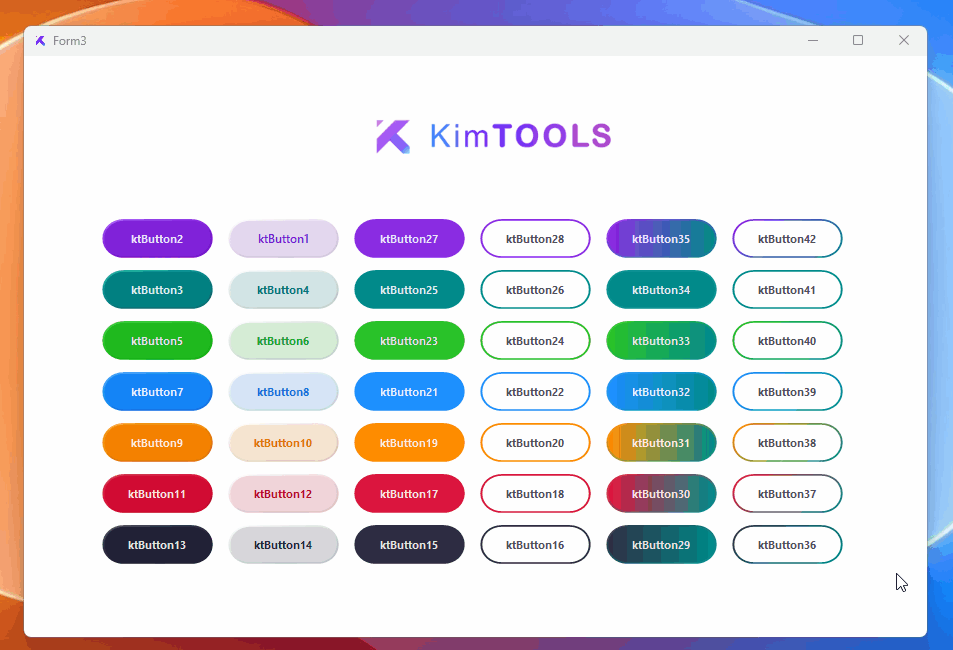 Form3
KimTOOLS
ktButton2 ktButton1 ktButton27 ktButton28 ktButton35 ktButton42
ktButton3 ktButton4 ktButton25 ktButton26 ktButton34 ktButton41
ktButton5 ktButton6 ktButton23 ktButton24 ktButton33 ktButton40
ktButton7 ktButton8 ktButton21 ktButton22 ktButton32 ktButton39
ktButton9 ktButton10 ktButton19 ktButton20 ktButton31 ktButton38
ktButton11 ktButton12 ktButton17 ktButton18 ktButton30 ktButton37
ktButton13 ktButton14 ktButton15 ktButton16 ktButton29 ktButton36